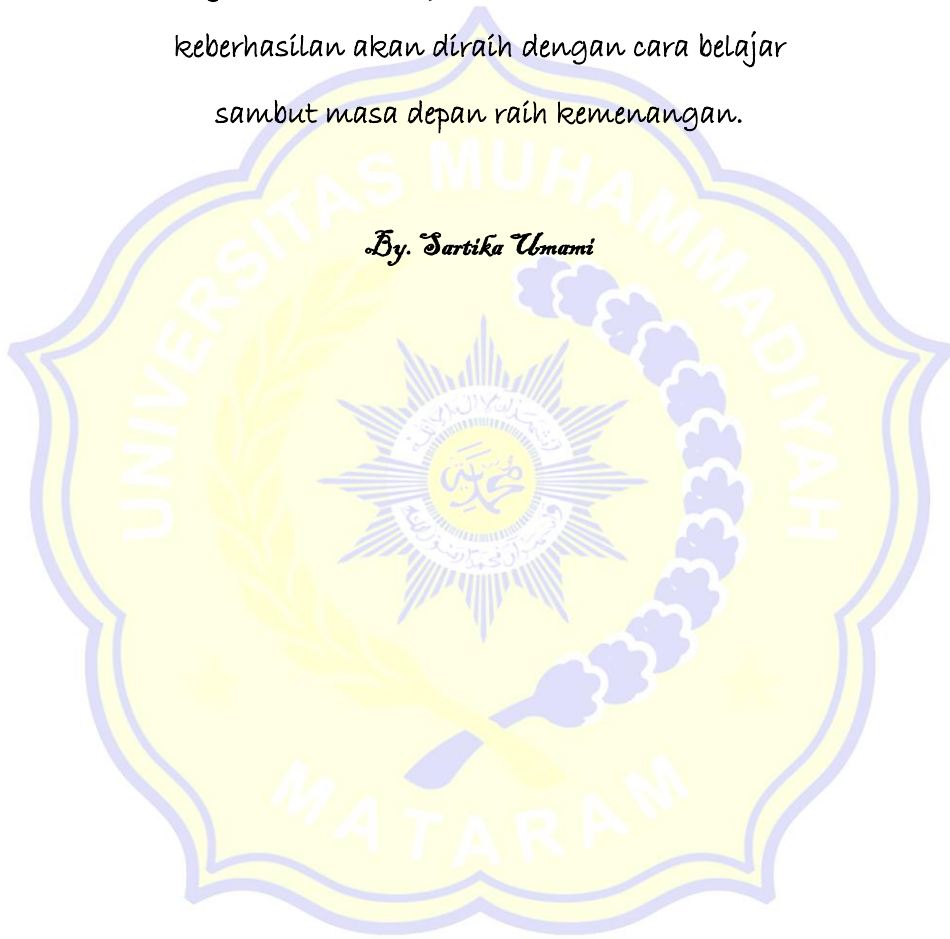 keberhasilan akan diraih dengan cara belajar
sambut masa depan raih kemenangan.
By. Sartika Umami
UNIVERSITAS MUHAMMADIYAH
MATARAM